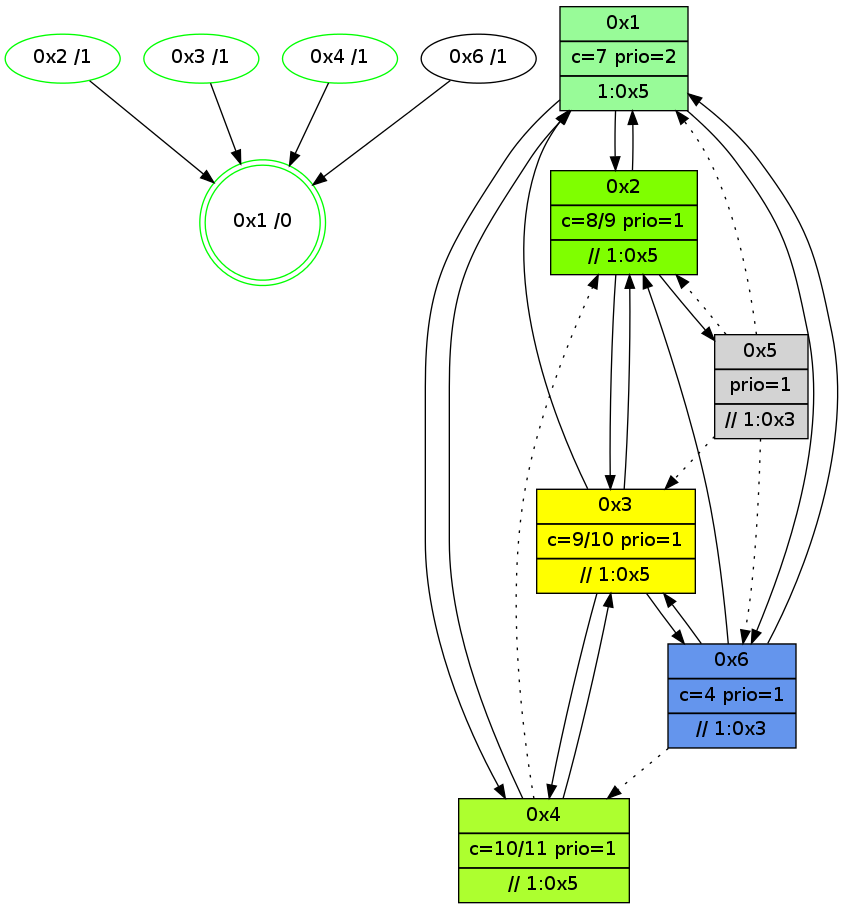 0x2 /1
0x3 /1
0x4 /1
0x6 /1
0x1 /0
0x1
c=7 prio=2
1:0x5
0x2
c=8/9 prio=1
// 1:0x5
0x5
prio=1
// 1:0x3
0x3
c=9/10 prio=1
// 1:0x5
0x6
c=4 prio=1
// 1:0x3
0x4
c=10/11 prio=1
// 1:0x5